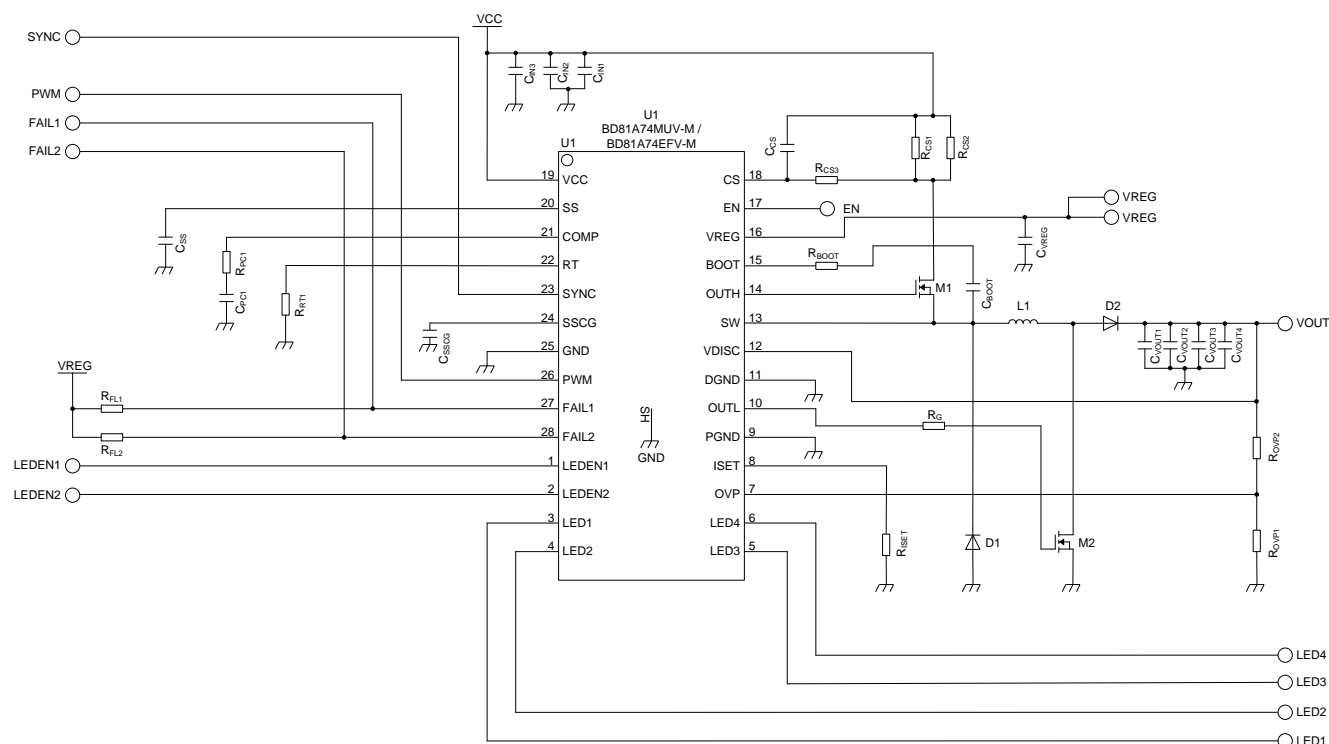 VCC
SYNC
PWM
FAIL1
FAIL2
CIN3
CIN2
CIN1
U1
BD81A74MUV-M /
BD81A74EFV-M
U1
CCS
RCS1
RCS2
RCS3
19 VCC
20 SS
21 COMP
22 RT
23 SYNC
24 SSCG
25 GND
26 PWM
27 FAIL1
28 FAIL2
1 LEDEN1
2 LEDEN2
3 LED1
4 LED2
CS 18
EN 17
VREG 16
BOOT 15
OUTH 14
SW 13
VDISC 12
DGND 11
OUTL 10
PGND 9
ISET 8
OVP 7
LED4 6
LED3 5
SH
GND
EN
VREG
VREG
CVREG
RBOOT
CBOOT
M1
L1
D2
VOUT
CVOUT1
CVOUT2
CVOUT3
CVOUT4
CSS
RPC1
CPC1
RRT1
CSSCG
VREG
RFL1
RFL2
LEDEN1
LEDEN2
RG
ROVP2
ROVP1
RISET
D1
M2
LED4
LED3
LED2
LED1